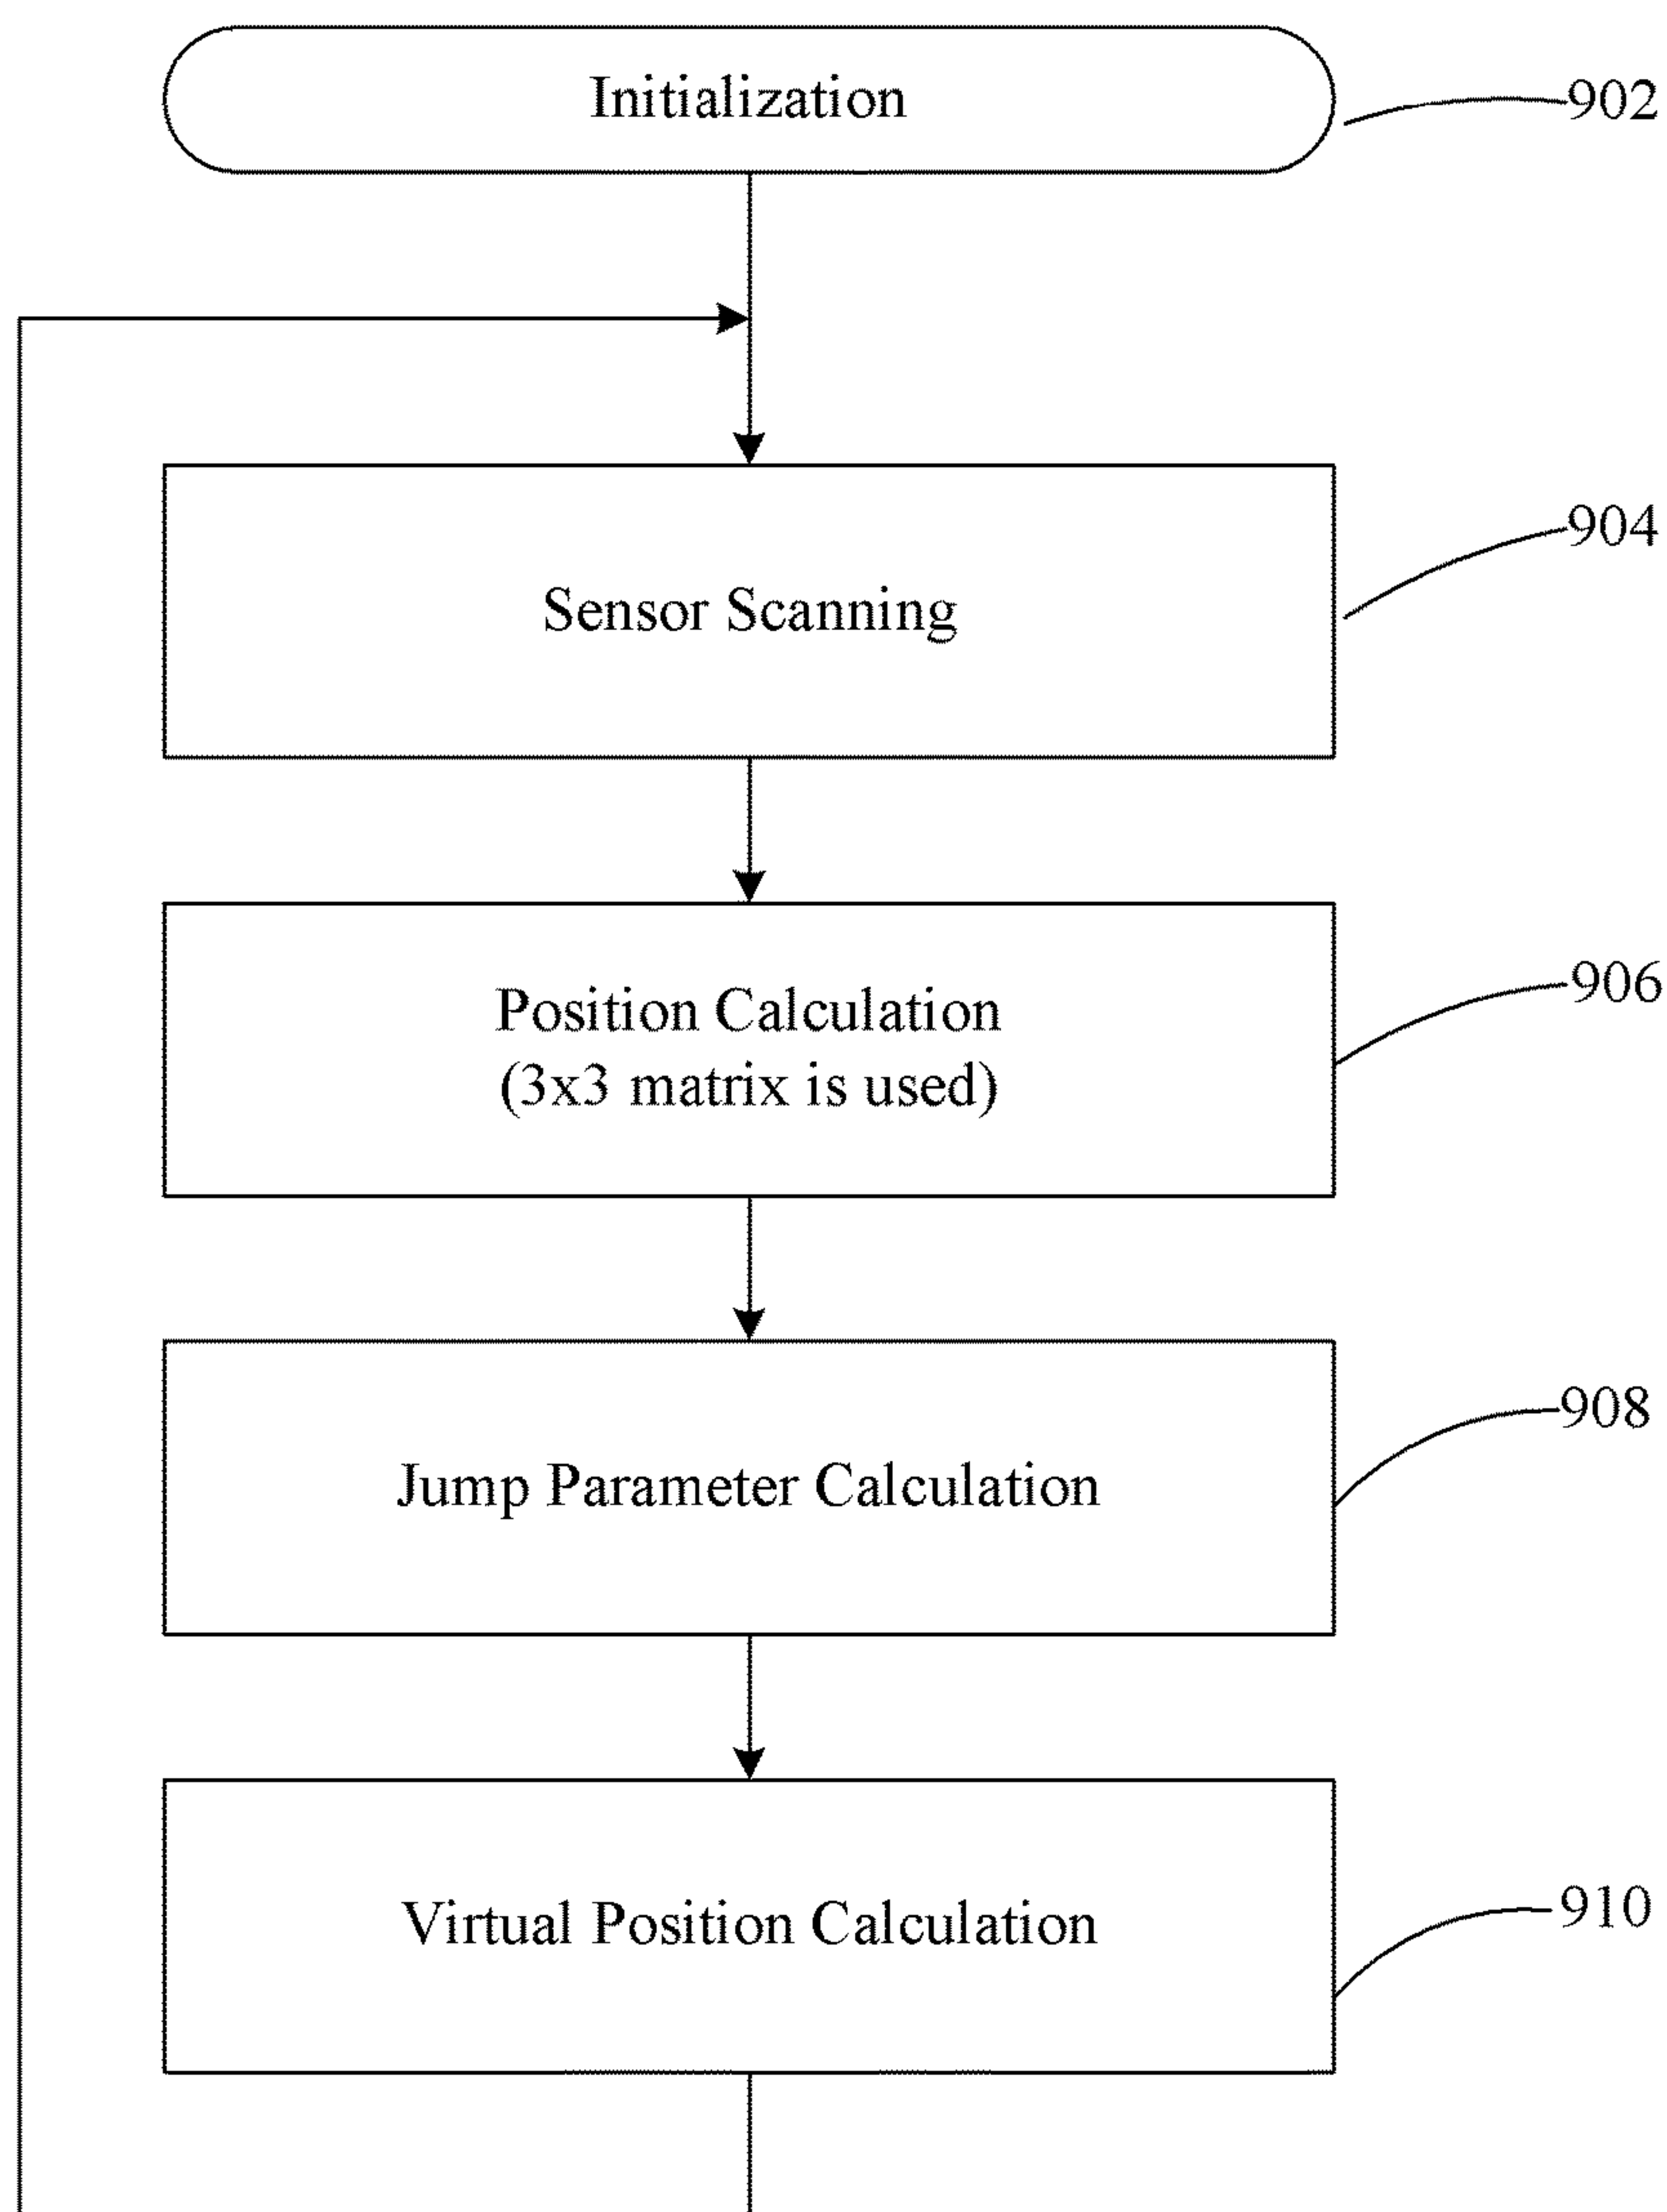 Initialization
902
Sensor Scanning
904
Position Calculation
(3x3 matrix is used)
906
Jump Parameter Calculation
908
Virtual Position Calculation
910